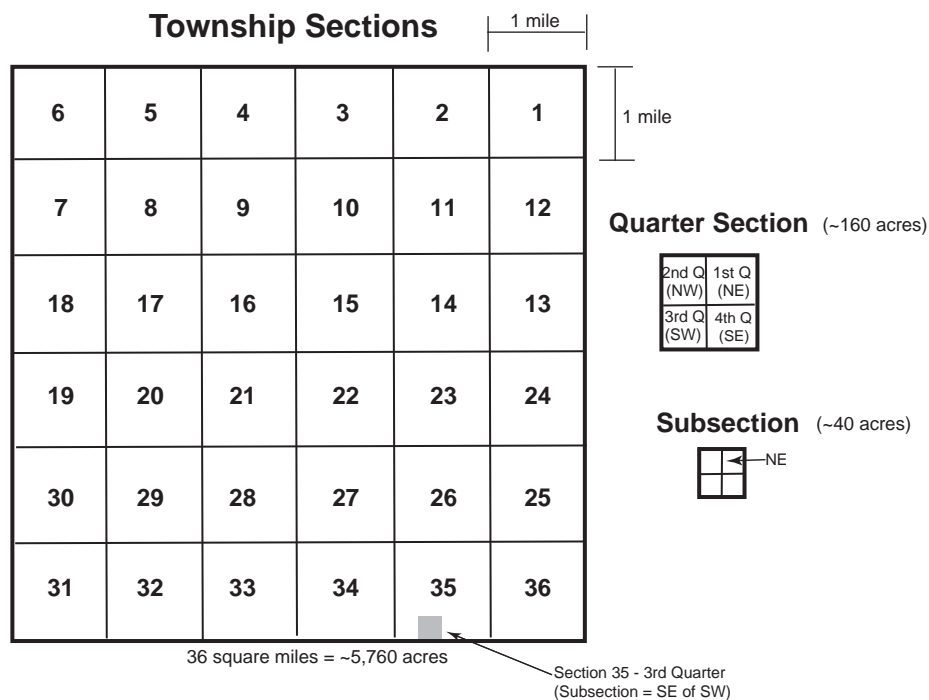 Township Sections
1 mile
1 mile
6 5 4 3 2 1
7 8 9 10 11 12
18 17 16 15 14 13
19 20 21 22 23 24
30 29 28 27 26 25
31 32 33 34 35 36
36 square miles = ~5,760 acres
Section 35 - 3rd Quarter
(Subsection = SE of SW)
Quarter Section (~160 acres)
2nd Q 1st Q
(NW) (NE)
3rd Q 4th Q
(SW) (SE)
Subsection (~40 acres)
NE